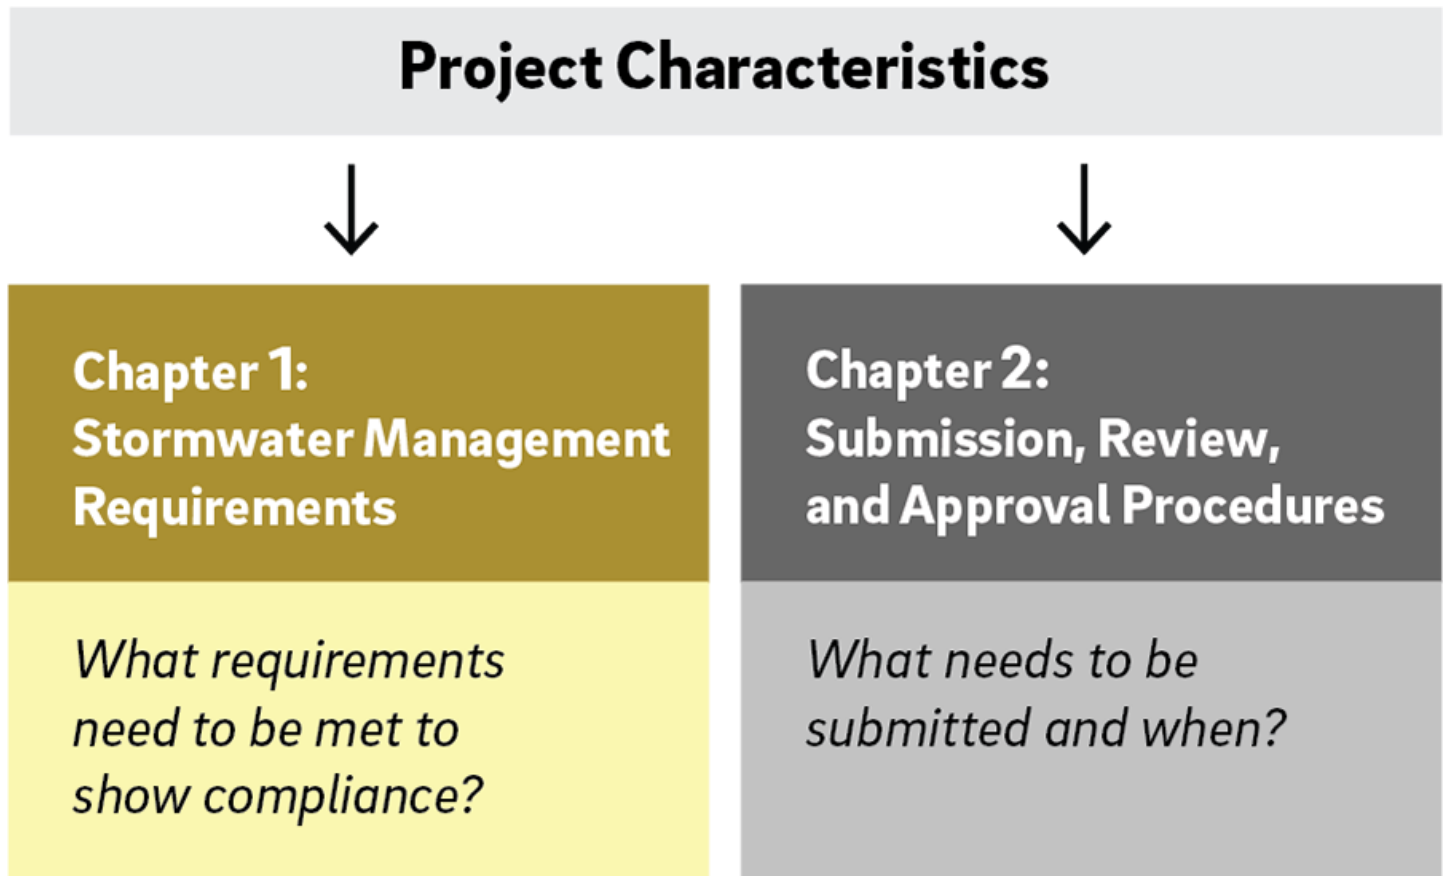 Project Characteristics
Chapter 1:
Stormwater Management
Requirements
What requirements
need to be met to
show compliance?
Chapter 2:
Submission, Review,
and Approval Procedures
What needs to be
submitted and when?